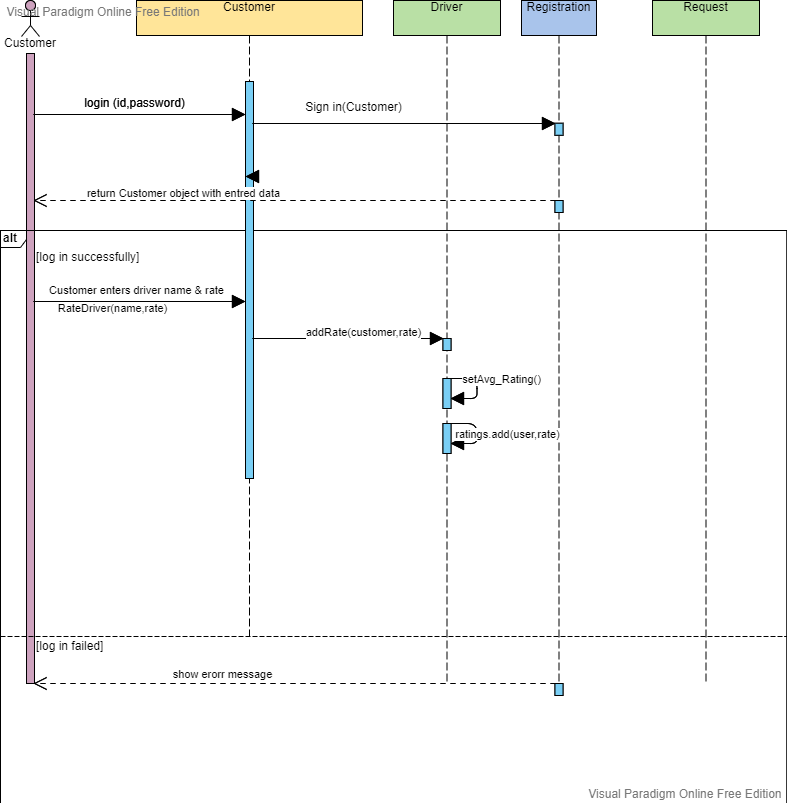 Visual Paradigm Online Free Edition
Customer
Driver
Registration
Request
Customer
login (id,password)
Sign in(Customer)
return Customer object with entred data
alt
[log in successfully]
Customer enters driver name & rate
RateDriver(name,rate)
addRate(customer,rate)
setAvg_Rating()
ratings.add(user,rate)
[log in failed]
show erorr message
Visual Paradigm Online Free Edition